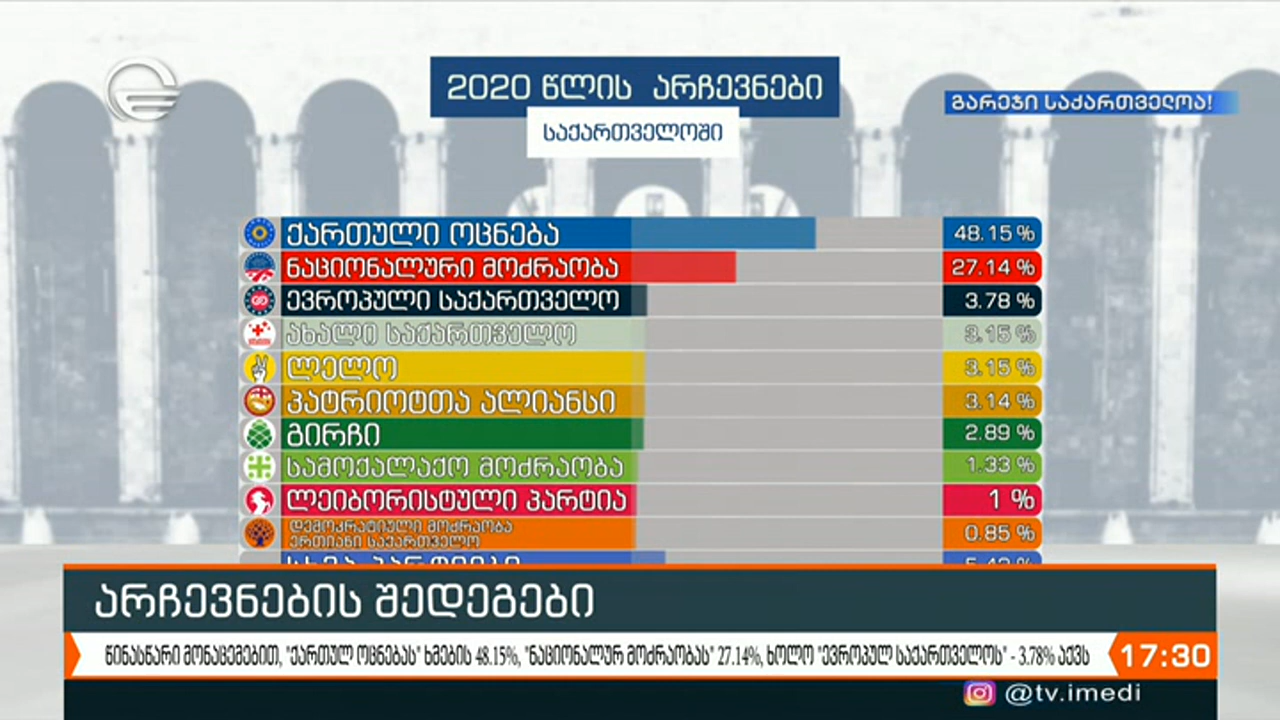 2020 წლის არჩევნები
საქართველოში
გარეჯი საქართველოა!
ქართული ოცნება 48.15 %
ნაციონალური მოძრაობა 27.14 %
ევროპული საქართველო 3.78 %
ახალი საქართველო 3.15 %
ლელო 3.15 %
პატრიოტთა ალიანსი 3.14 %
გირჩი 2.89 %
სამოქალაქო მოძრაობა 1.33 %
ლეიბორისტული პარტია 1 %
დემოკრატიული მოძრაობა
ერთიანი საქართველო 0.85 %
არჩევნების შედეგები
წინასწარი მონაცემებით, "ქართულ ოცნებას" ხმების 48.15%, "ნაციონალურ მოძრაობას" 27.14%, ხოლო "ევროპულ საქართველოს" - 3.78% აქვს
17:30
@tv.imedi